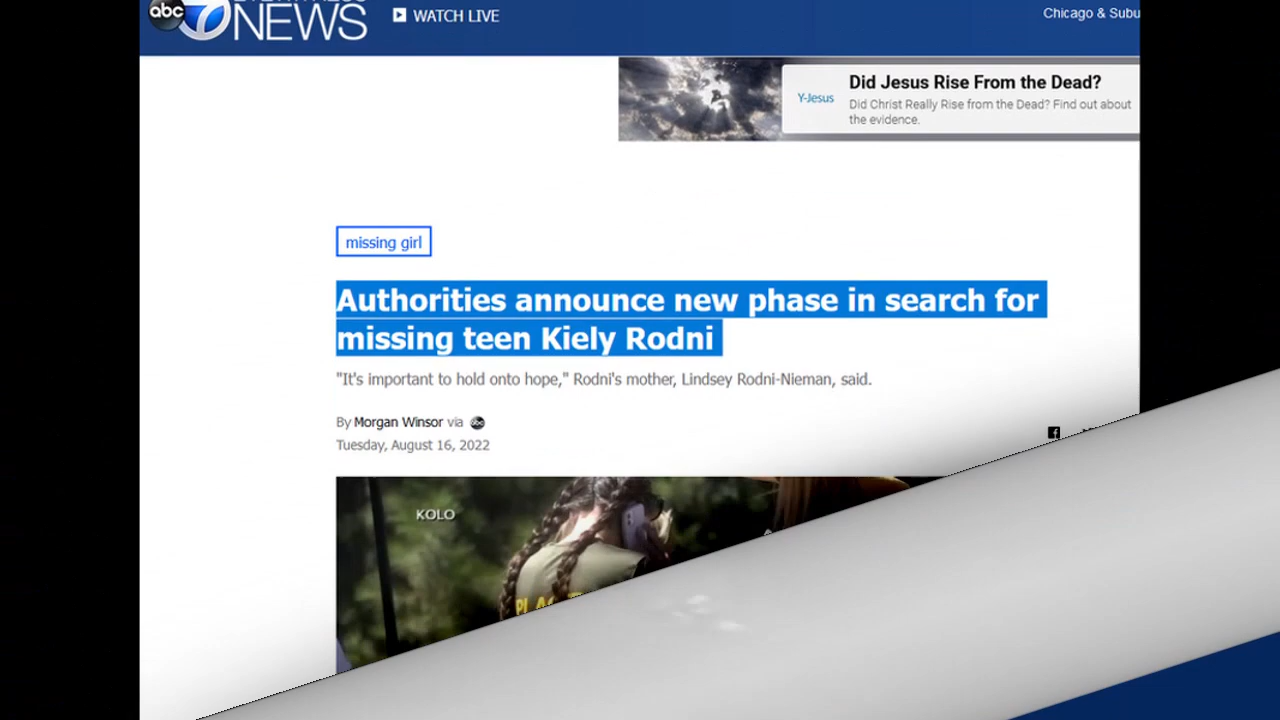 abc 7 NEWS
WATCH LIVE
Chicago & Subu
Did Jesus Rise From the Dead?
Y-Jesus
Did Christ Really Rise from the Dead? Find out about
the evidence.
missing girl
Authorities announce new phase in search for
missing teen Kiely Rodni
"It's important to hold onto hope," Rodni's mother, Lindsey Rodni-Nieman, said.
By Morgan Winsor via abc
Tuesday, August 16, 2022
KOLO